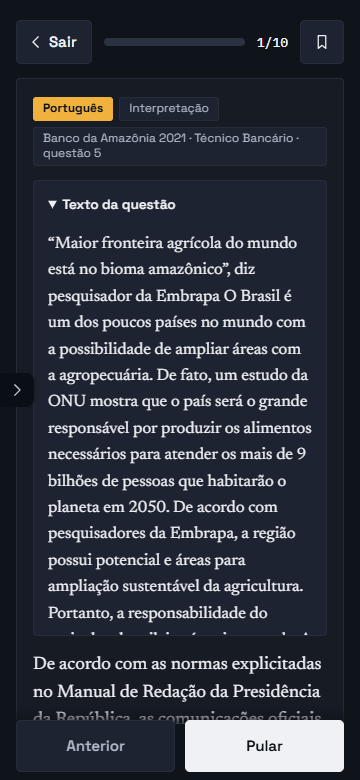 Sair
1/10
Português
Interpretação
Banco da Amazônia 2021 · Técnico Bancário ·
questão 5
▼ Texto da questão
“Maior fronteira agrícola do mundo
está no bioma amazônico”, diz
pesquisador da Embrapa O Brasil é
um dos poucos países no mundo com
a possibilidade de ampliar áreas com
a agropecuária. De fato, um estudo da
ONU mostra que o país será o grande
responsável por produzir os alimentos
necessários para atender os mais de 9
bilhões de pessoas que habitarão o
planeta em 2050. De acordo com
pesquisadores da Embrapa, a região
possui potencial e áreas para
ampliação sustentável da agricultura.
Portanto, a responsabilidade do
De acordo com as normas explicitadas
no Manual de Redação da Presidência
da República, as comunicações oficiais
Anterior
Pular